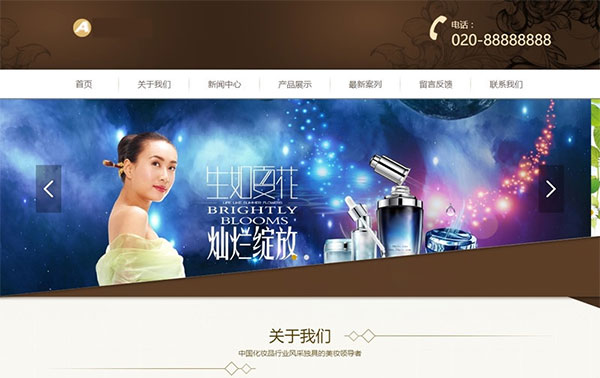 A
电话：
020-88888888
首页 关于我们 新闻中心 产品展示 最新案列 留言反馈 联系我们
生如夏花
LIFE LIKE SUMMER FLOWERS
BRIGHTLY
BLOOMS
灿烂绽放
关于我们
中国化妆品行业风采独具的美妆领导者